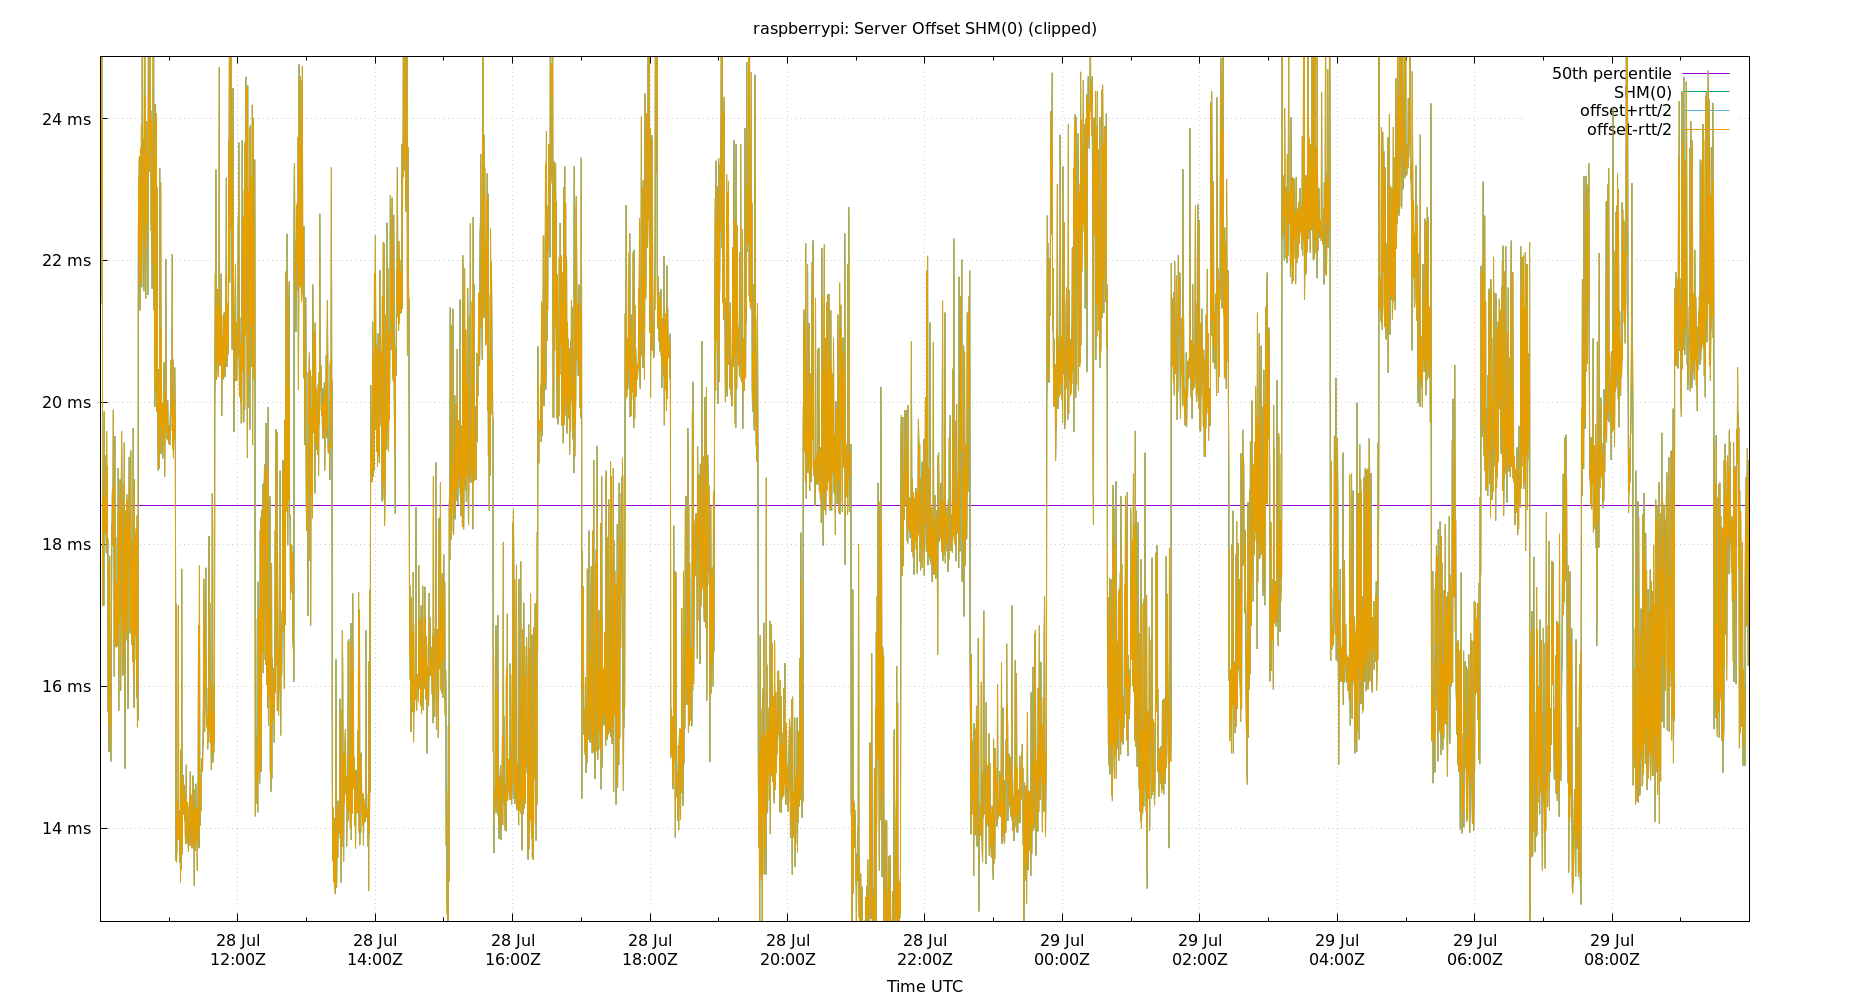 raspberrypi: Server Offset SHM(0) (clipped)
50th percentile
SHM(0)
offset+rtt/2
offset-rtt/2
24 ms
22 ms
20 ms
18 ms
16 ms
14 ms
28 Jul 28 Jul 28 Jul 28 Jul 28 Jul 28 Jul 29 Jul 29 Jul 29 Jul 29 Jul 29 Jul
12:00Z 14:00Z 16:00Z 18:00Z 20:00Z 22:00Z 00:00Z 02:00Z 04:00Z 06:00Z 08:00Z
Time UTC